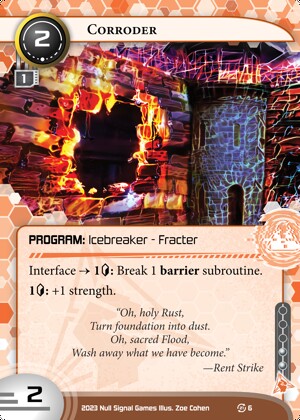 Corroder
2
1
PROGRAM: Icebreaker - Fracter
Interface → 1: Break 1 barrier subroutine.
1: +1 strength.
"Oh, holy Rust,
Turn foundation into dust.
Oh, sacred Flood,
Wash away what we have become."
—Rent Strike
2
2023 Null Signal Games Illus. Zoe Cohen
6